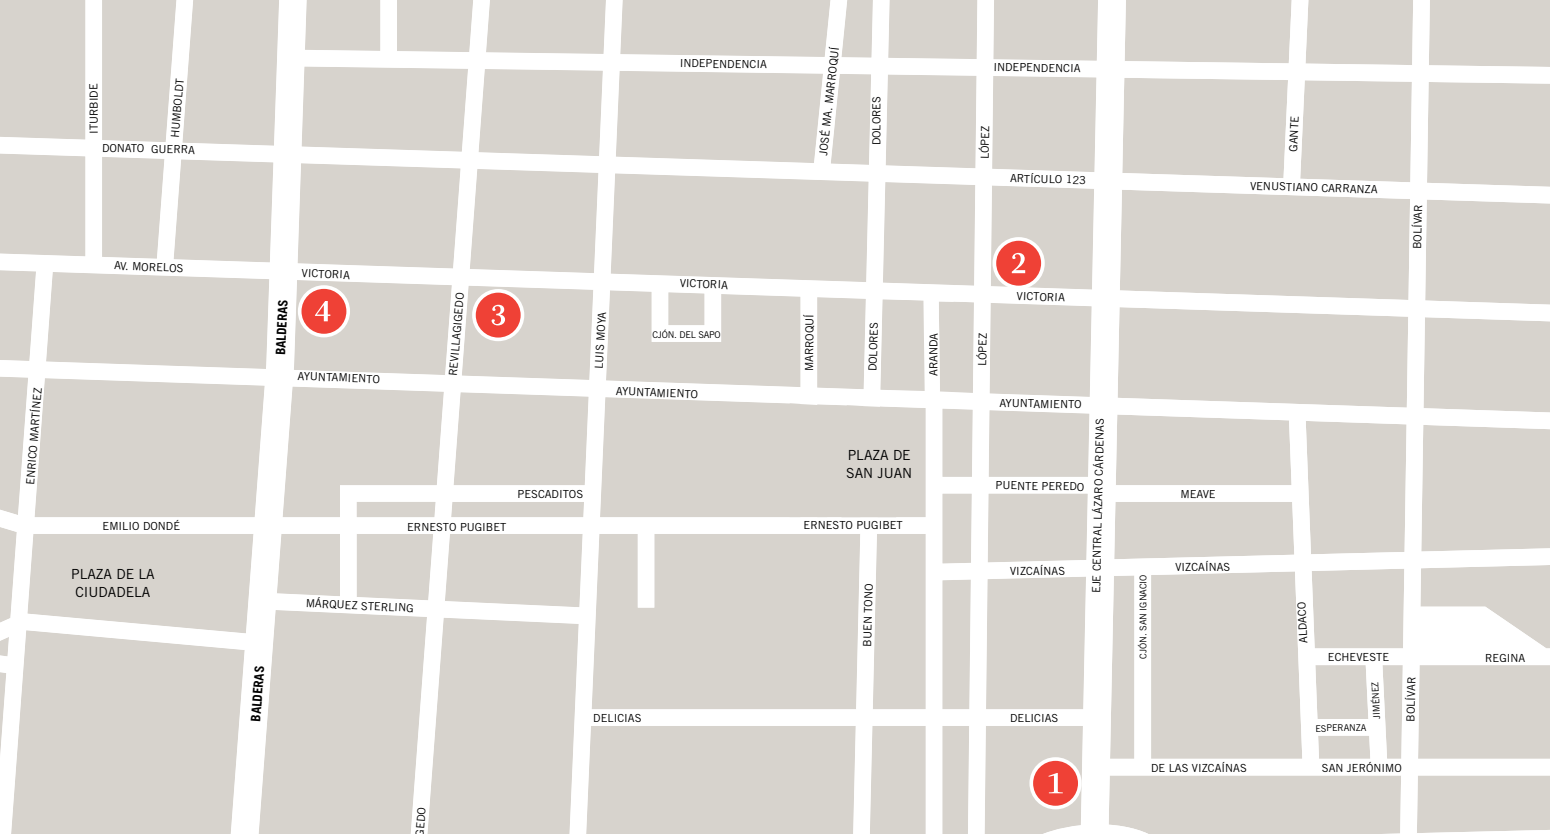 INDEPENDENCIA
INDEPENDENCIA
ITURBIDE
HUMBOLDT
JOSÉ MA. MARROQUÍ
DOLORES
LÓPEZ
GANTE
DONATO GUERRA
ARTÍCULO 123
VENUSTIANO CARRANZA
BOLÍVAR
AV. MORELOS
VICTORIA
VICTORIA
VICTORIA
2
4
3
BALDERAS
REVILLAGIGEDO
LUIS MOYA
CJÓN. DEL SAPO
MARROQUÍ
DOLORES
ARANDA
LÓPEZ
AYUNTAMIENTO
AYUNTAMIENTO
AYUNTAMIENTO
ENRICO MARTÍNEZ
PLAZA DE
SAN JUAN
EJE CENTRAL LÁZARO CÁRDENAS
PESCADITOS
PUENTE PEREDO
MEAVE
EMILIO DONDÉ
ERNESTO PUGIBET
ERNESTO PUGIBET
PLAZA DE LA
CIUDADELA
VIZCAÍNAS
VIZCAÍNAS
MÁRQUEZ STERLING
BUEN TONO
CJÓN. SAN IGNACIO
ALDACO
ECHEVESTE
REGINA
BALDERAS
JIMÉNEZ
BOLÍVAR
DELICIAS
DELICIAS
ESPERANZA
DE LAS VIZCAÍNAS
SAN JERÓNIMO
1
GEDO